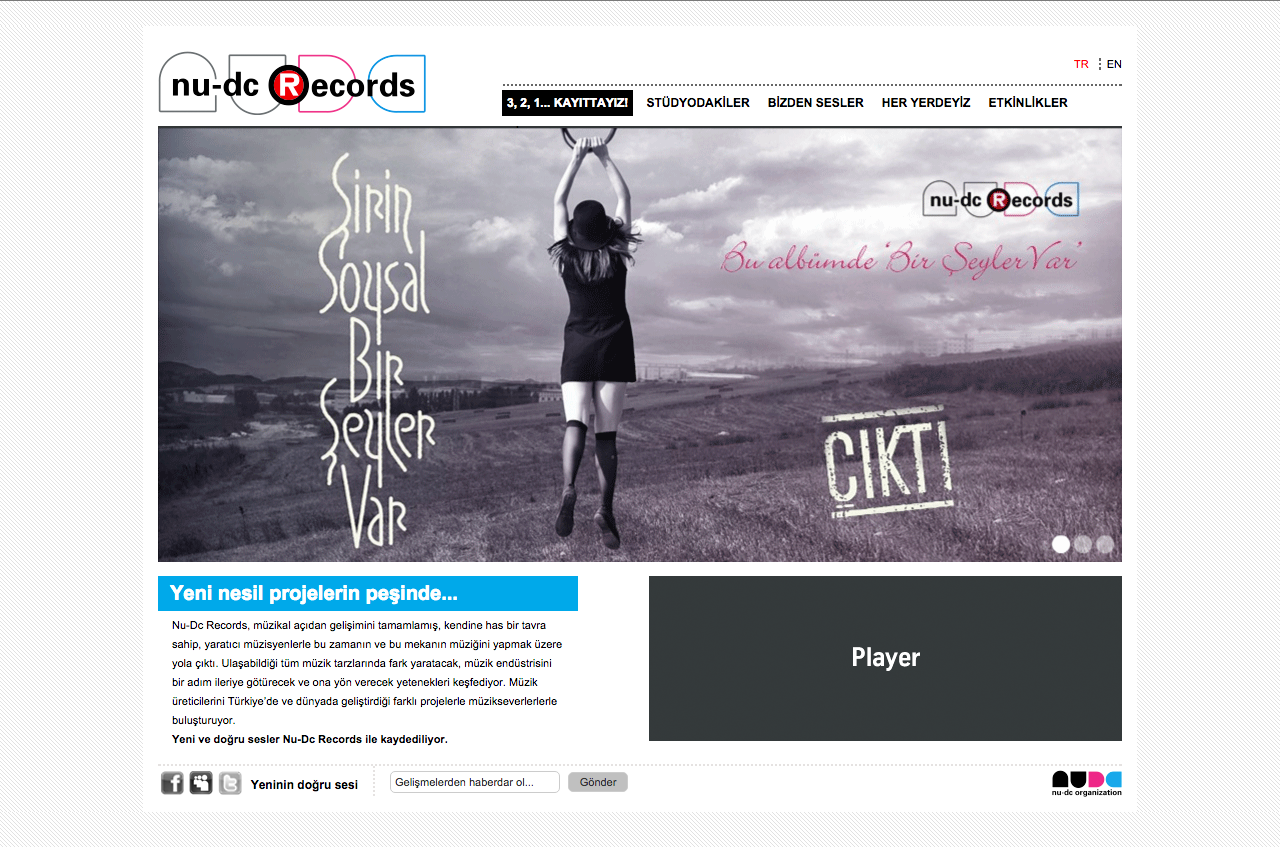 nu-dc Records
TR
EN
3, 2, 1... KAYITTAYIZ!
STÜDYODAKİLER
BİZDEN SESLER
HER YERDEYİZ
ETKİNLİKLER
Şirin
Soysal
Bir
Şeyler
Var
nu-dc Records
Bu albümde 'Bir Şeyler Var'
ÇIKTI
Yeni nesil projelerin peşinde...
Nu-Dc Records, müzikal açıdan gelişimini tamamlamış, kendine has bir tavra
sahip, yaratıcı müzisyenlerle bu zamanın ve bu mekanın müziğini yapmak üzere
yola çıktı. Ulaşabildiği tüm müzik tarzlarında fark yaratacak, müzik endüstrisini
bir adım ileriye götürecek ve ona yön verecek yetenekleri keşfediyor. Müzik
üreticilerini Türkiye'de ve dünyada geliştirdiği farklı projelerle müzikseverlerlerle
buluşturuyor.
Yeni ve doğru sesler Nu-Dc Records ile kaydediliyor.
Player
Yeninin doğru sesi
Gelişmelerden haberdar ol...
Gönder
nu-dc organization